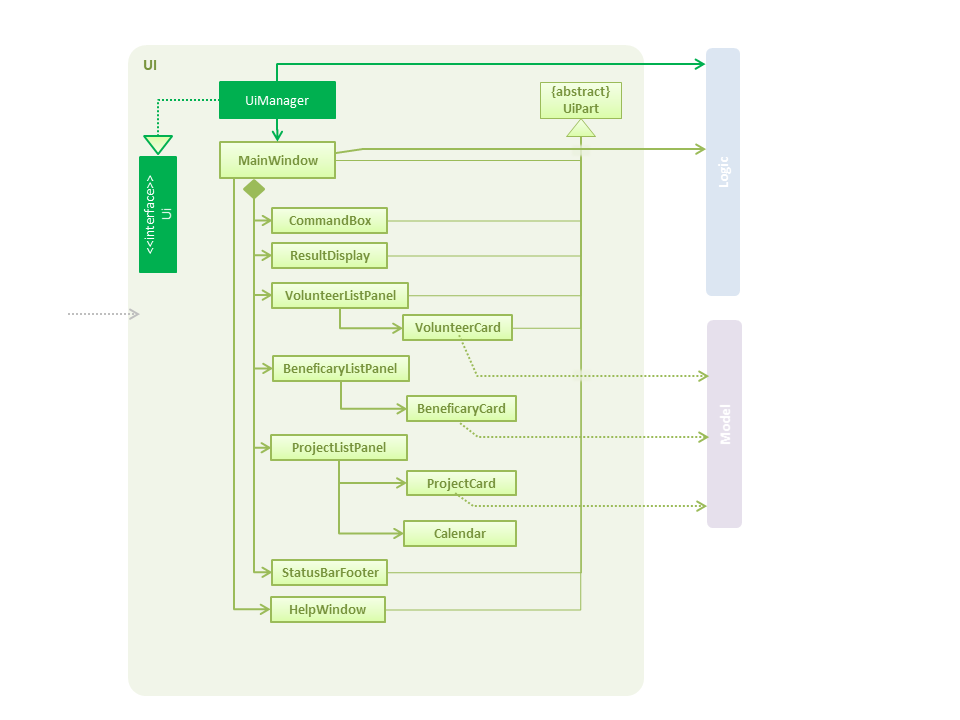 UI
UiManager
{abstract}
UiPart
MainWindow
Logic
<<interface>>
Ui
CommandBox
ResultDisplay
VolunteerListPanel
VolunteerCard
BeneficaryListPanel
BeneficaryCard
Model
ProjectListPanel
ProjectCard
Calendar
StatusBarFooter
HelpWindow